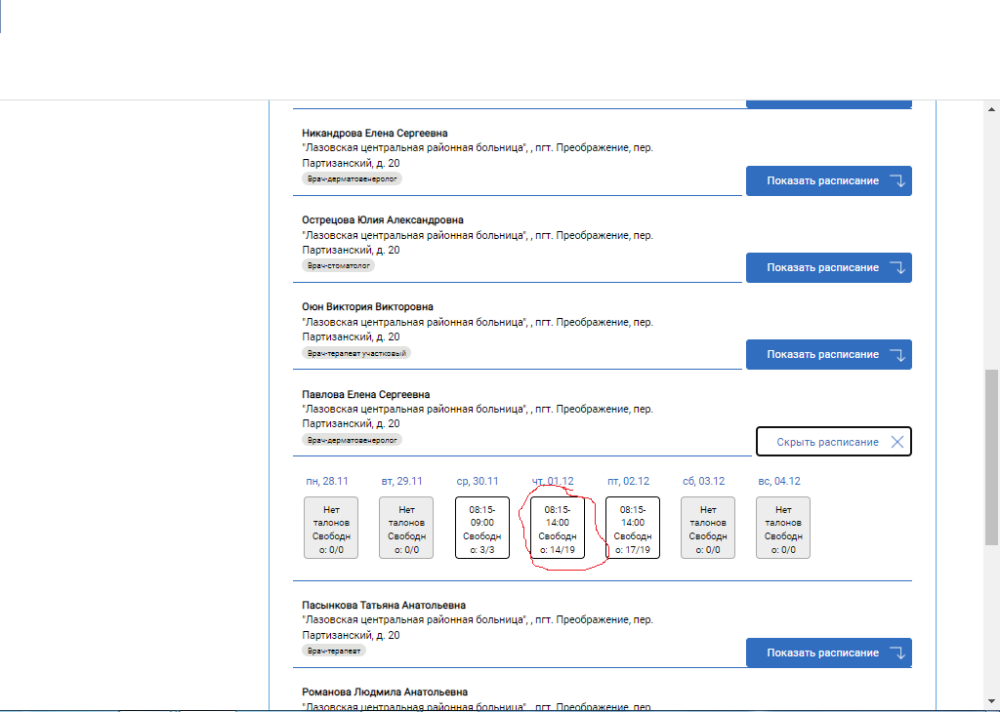 Никандрова Елена Сергеевна
"Лазовская центральная районная больница", , пгт. Преображение, пер.
Партизанский, д. 20
Врач-дерматовенеролог
Показать расписание
Острецова Юлия Александровна
"Лазовская центральная районная больница", , пгт. Преображение, пер.
Партизанский, д. 20
Врач-стоматолог
Показать расписание
Оюн Виктория Викторовна
"Лазовская центральная районная больница", , пгт. Преображение, пер.
Партизанский, д. 20
Врач-терапевт участковый
Показать расписание
Павлова Елена Сергеевна
"Лазовская центральная районная больница", , пгт. Преображение, пер.
Партизанский, д. 20
Врач-дерматовенеролог
Скрыть расписание
пн, 28.11
вт, 29.11
ср, 30.11
чт, 01.12
пт, 02.12
сб, 03.12
вс, 04.12
Нет
талонов
Свободн
о: 0/0
Нет
талонов
Свободн
о: 0/0
08:15-
09:00
Свободн
о: 3/3
08:15-
14:00
Свободн
о: 14/19
08:15-
14:00
Свободн
о: 17/19
Нет
талонов
Свободн
о: 0/0
Нет
талонов
Свободн
о: 0/0
Пасынкова Татьяна Анатольевна
"Лазовская центральная районная больница", , пгт. Преображение, пер.
Партизанский, д. 20
Врач-терапевт
Показать расписание
Романова Людмила Анатольевна
"Лазовская центральная районная больница", , пгт. Преображение, пер.